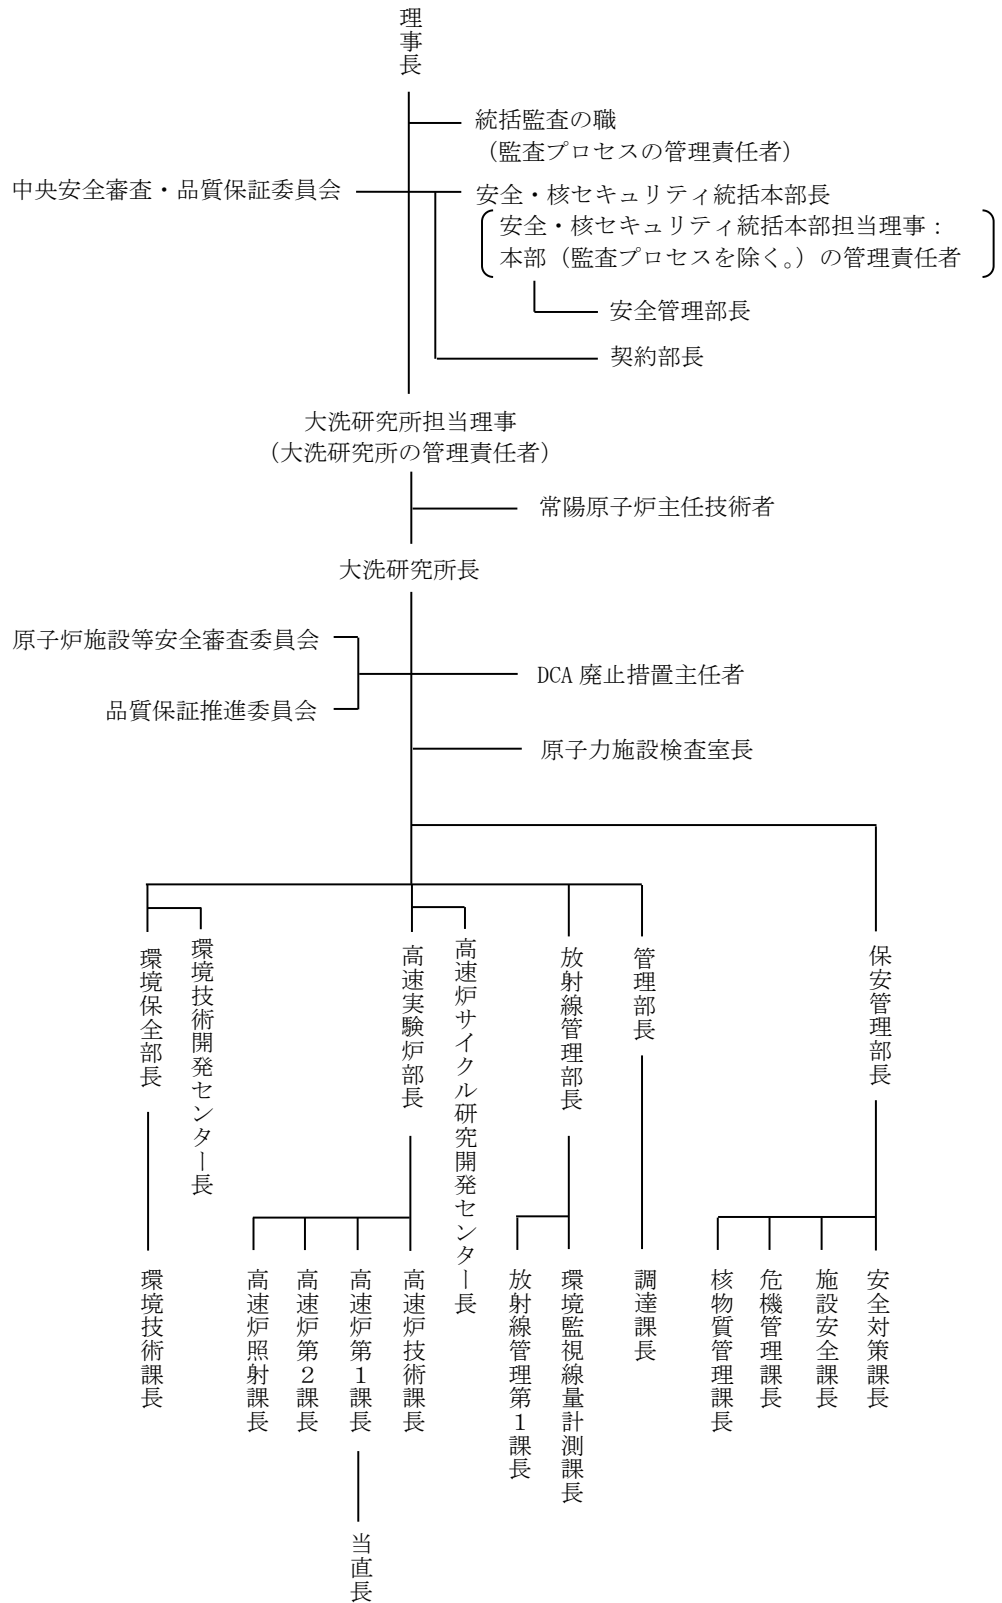 理事長
統括監査の職
（監査プロセスの管理責任者）
中央安全審査・品質保証委員会
安全・核セキュリティ統括本部長
安全・核セキュリティ統括本部担当理事：
本部（監査プロセスを除く。）の管理責任者
安全管理部長
契約部長
大洗研究所担当理事
（大洗研究所の管理責任者）
常陽原子炉主任技術者
大洗研究所長
原子炉施設等安全審査委員会
DCA 廃止措置主任者
品質保証推進委員会
原子力施設検査室長
環境保全部長
環境技術開発センター長
高速実験炉部長
高速炉サイクル研究開発センター長
放射線管理部長
管理部長
保安管理部長
環境技術課長
高速炉照射課長
高速炉第２課長
高速炉第１課長
高速炉技術課長
放射線管理第１課長
環境監視線量計測課長
調達課長
核物質管理課長
危機管理課長
施設安全課長
安全対策課長
当直長